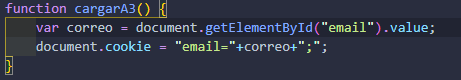 function cargarA3() {
    var correo = document.getElementById("email").value;
    document.cookie = "email="+correo+";";
}